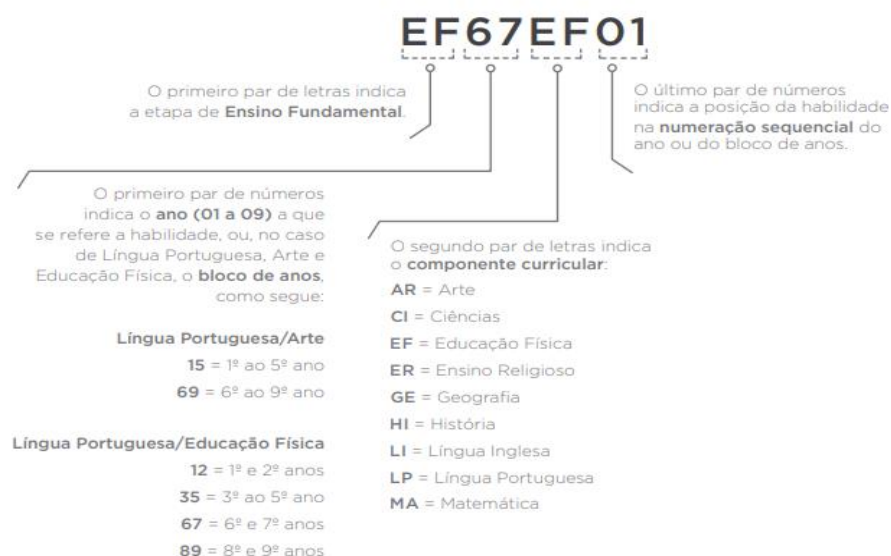 EF67EF01
O primeiro par de letras indica
a etapa de Ensino Fundamental.
O último par de números
indica a posição da habilidade
na numeração sequencial do
ano ou do bloco de anos.
O primeiro par de números
indica o ano (01 a 09) a que
se refere a habilidade, ou, no caso
de Língua Portuguesa, Arte e
Educação Física, o bloco de anos,
como segue:
Língua Portuguesa/Arte
15 = 1º ao 5º ano
69 = 6º ao 9º ano
Língua Portuguesa/Educação Física
12 = 1º e 2º anos
35 = 3º ao 5º ano
67 = 6º e 7º anos
89 = 8º e 9º anos
O segundo par de letras indica
o componente curricular:
AR = Arte
CI = Ciências
EF = Educação Física
ER = Ensino Religioso
GE = Geografia
HI = História
LI = Língua Inglesa
LP = Língua Portuguesa
MA = Matemática